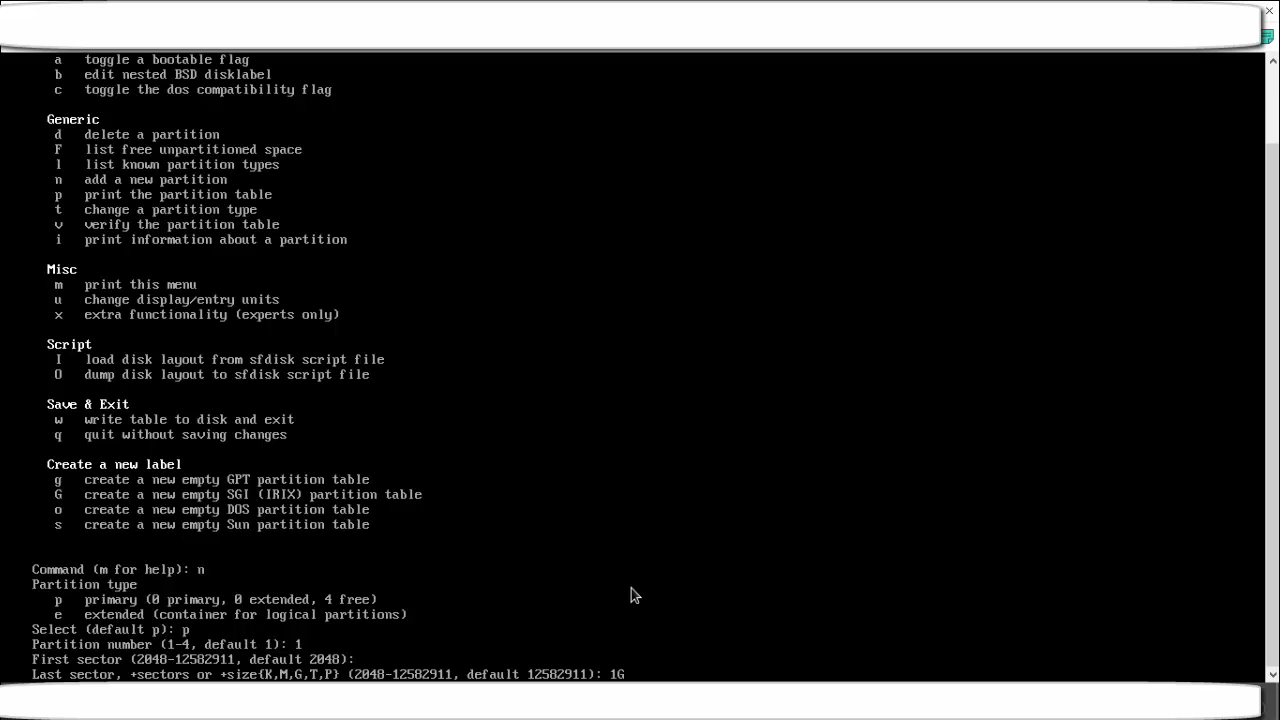 a toggle a bootable flag
b edit nested BSD disklabel
c toggle the dos compatibility flag
Generic
d delete a partition
F list free unpartitioned space
l list known partition types
n add a new partition
p print the partition table
t change a partition type
v verify the partition table
i print information about a partition
Misc
m print this menu
u change display/entry units
x extra functionality (experts only)
Script
I load disk layout from sfdisk script file
O dump disk layout to sfdisk script file
Save & Exit
w write table to disk and exit
q quit without saving changes
Create a new label
g create a new empty GPT partition table
G create a new empty SGI (IRIX) partition table
o create a new empty DOS partition table
s create a new empty Sun partition table
Command (m for help): n
Partition type
p primary (0 primary, 0 extended, 4 free)
e extended (container for logical partitions)
Select (default p): p
Partition number (1-4, default 1): 1
First sector (2048-12582911, default 2048):
Last sector, +sectors or +size{K,M,G,T,P} (2048-12582911, default 12582911): 1G